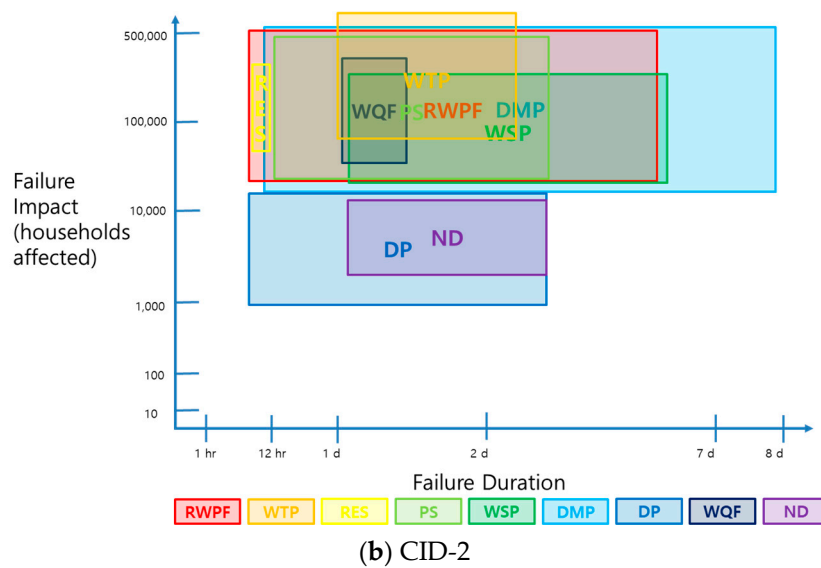 500,000
100,000
10,000
1,000
100
10
Failure
Impact
(households
affected)
RES
WTP
WQF PS RWPF DMP
WSP
DP ND
1 hr 12 hr 1 d 2 d 7 d 8 d
Failure Duration
RWPF WTP RES PS WSP DMP DP WQF ND
(b) CID-2